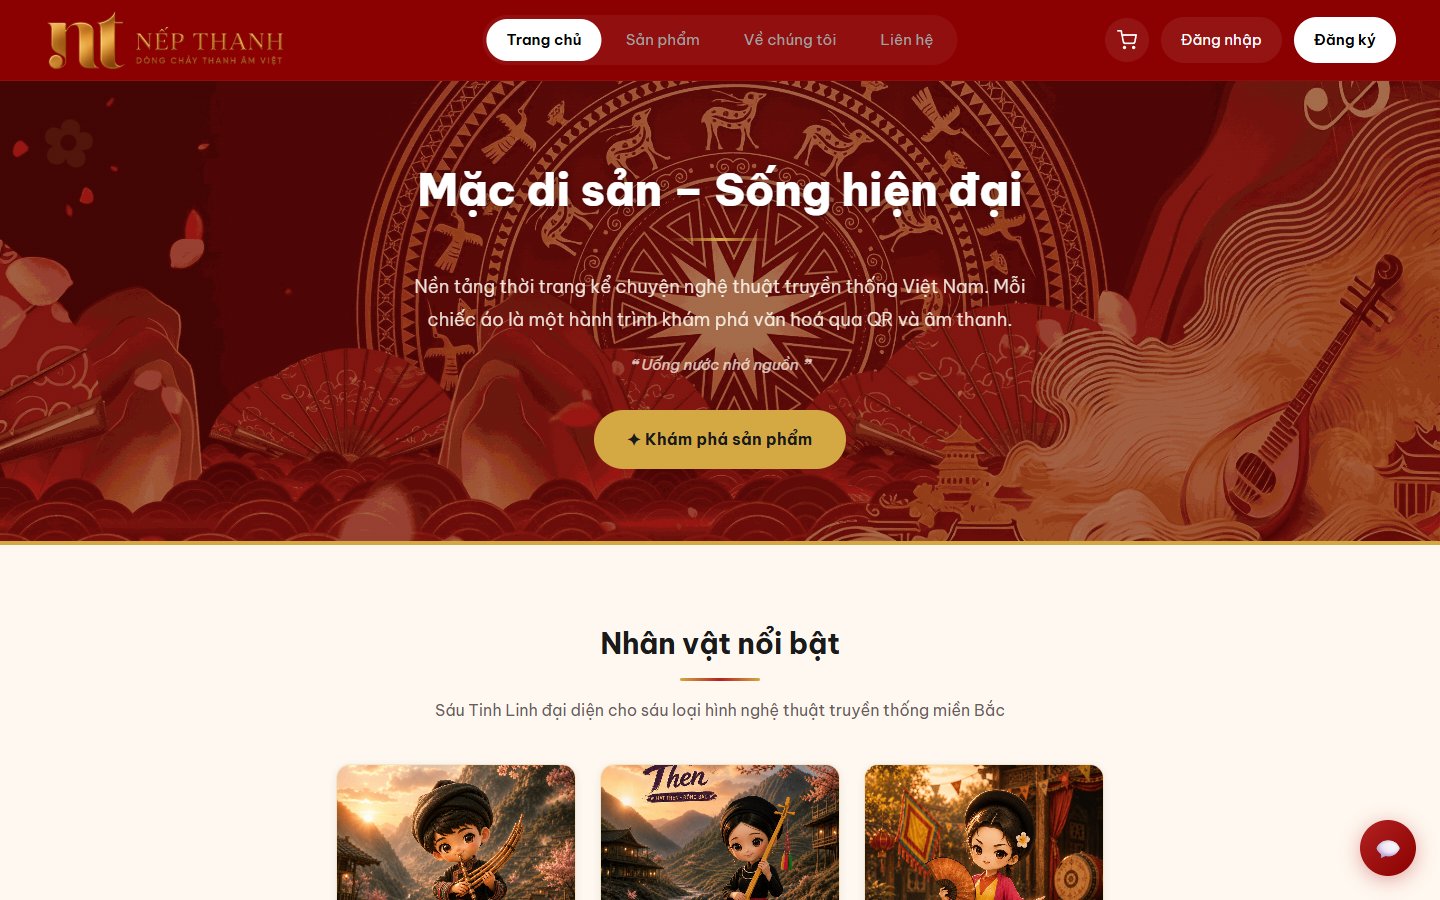 nt
NẾP THANH
DÒNG CHẢY THANH ÂM VIỆT
Trang chủ
Sản phẩm
Về chúng tôi
Liên hệ
Đăng nhập
Đăng ký
Mặc di sản – Sống hiện đại
Nền tảng thời trang kể chuyện nghệ thuật truyền thống Việt Nam. Mỗi
chiếc áo là một hành trình khám phá văn hoá qua QR và âm thanh.
❝ Uống nước nhớ nguồn ❞
✦ Khám phá sản phẩm
Nhân vật nổi bật
Sáu Tinh Linh đại diện cho sáu loại hình nghệ thuật truyền thống miền Bắc
Then